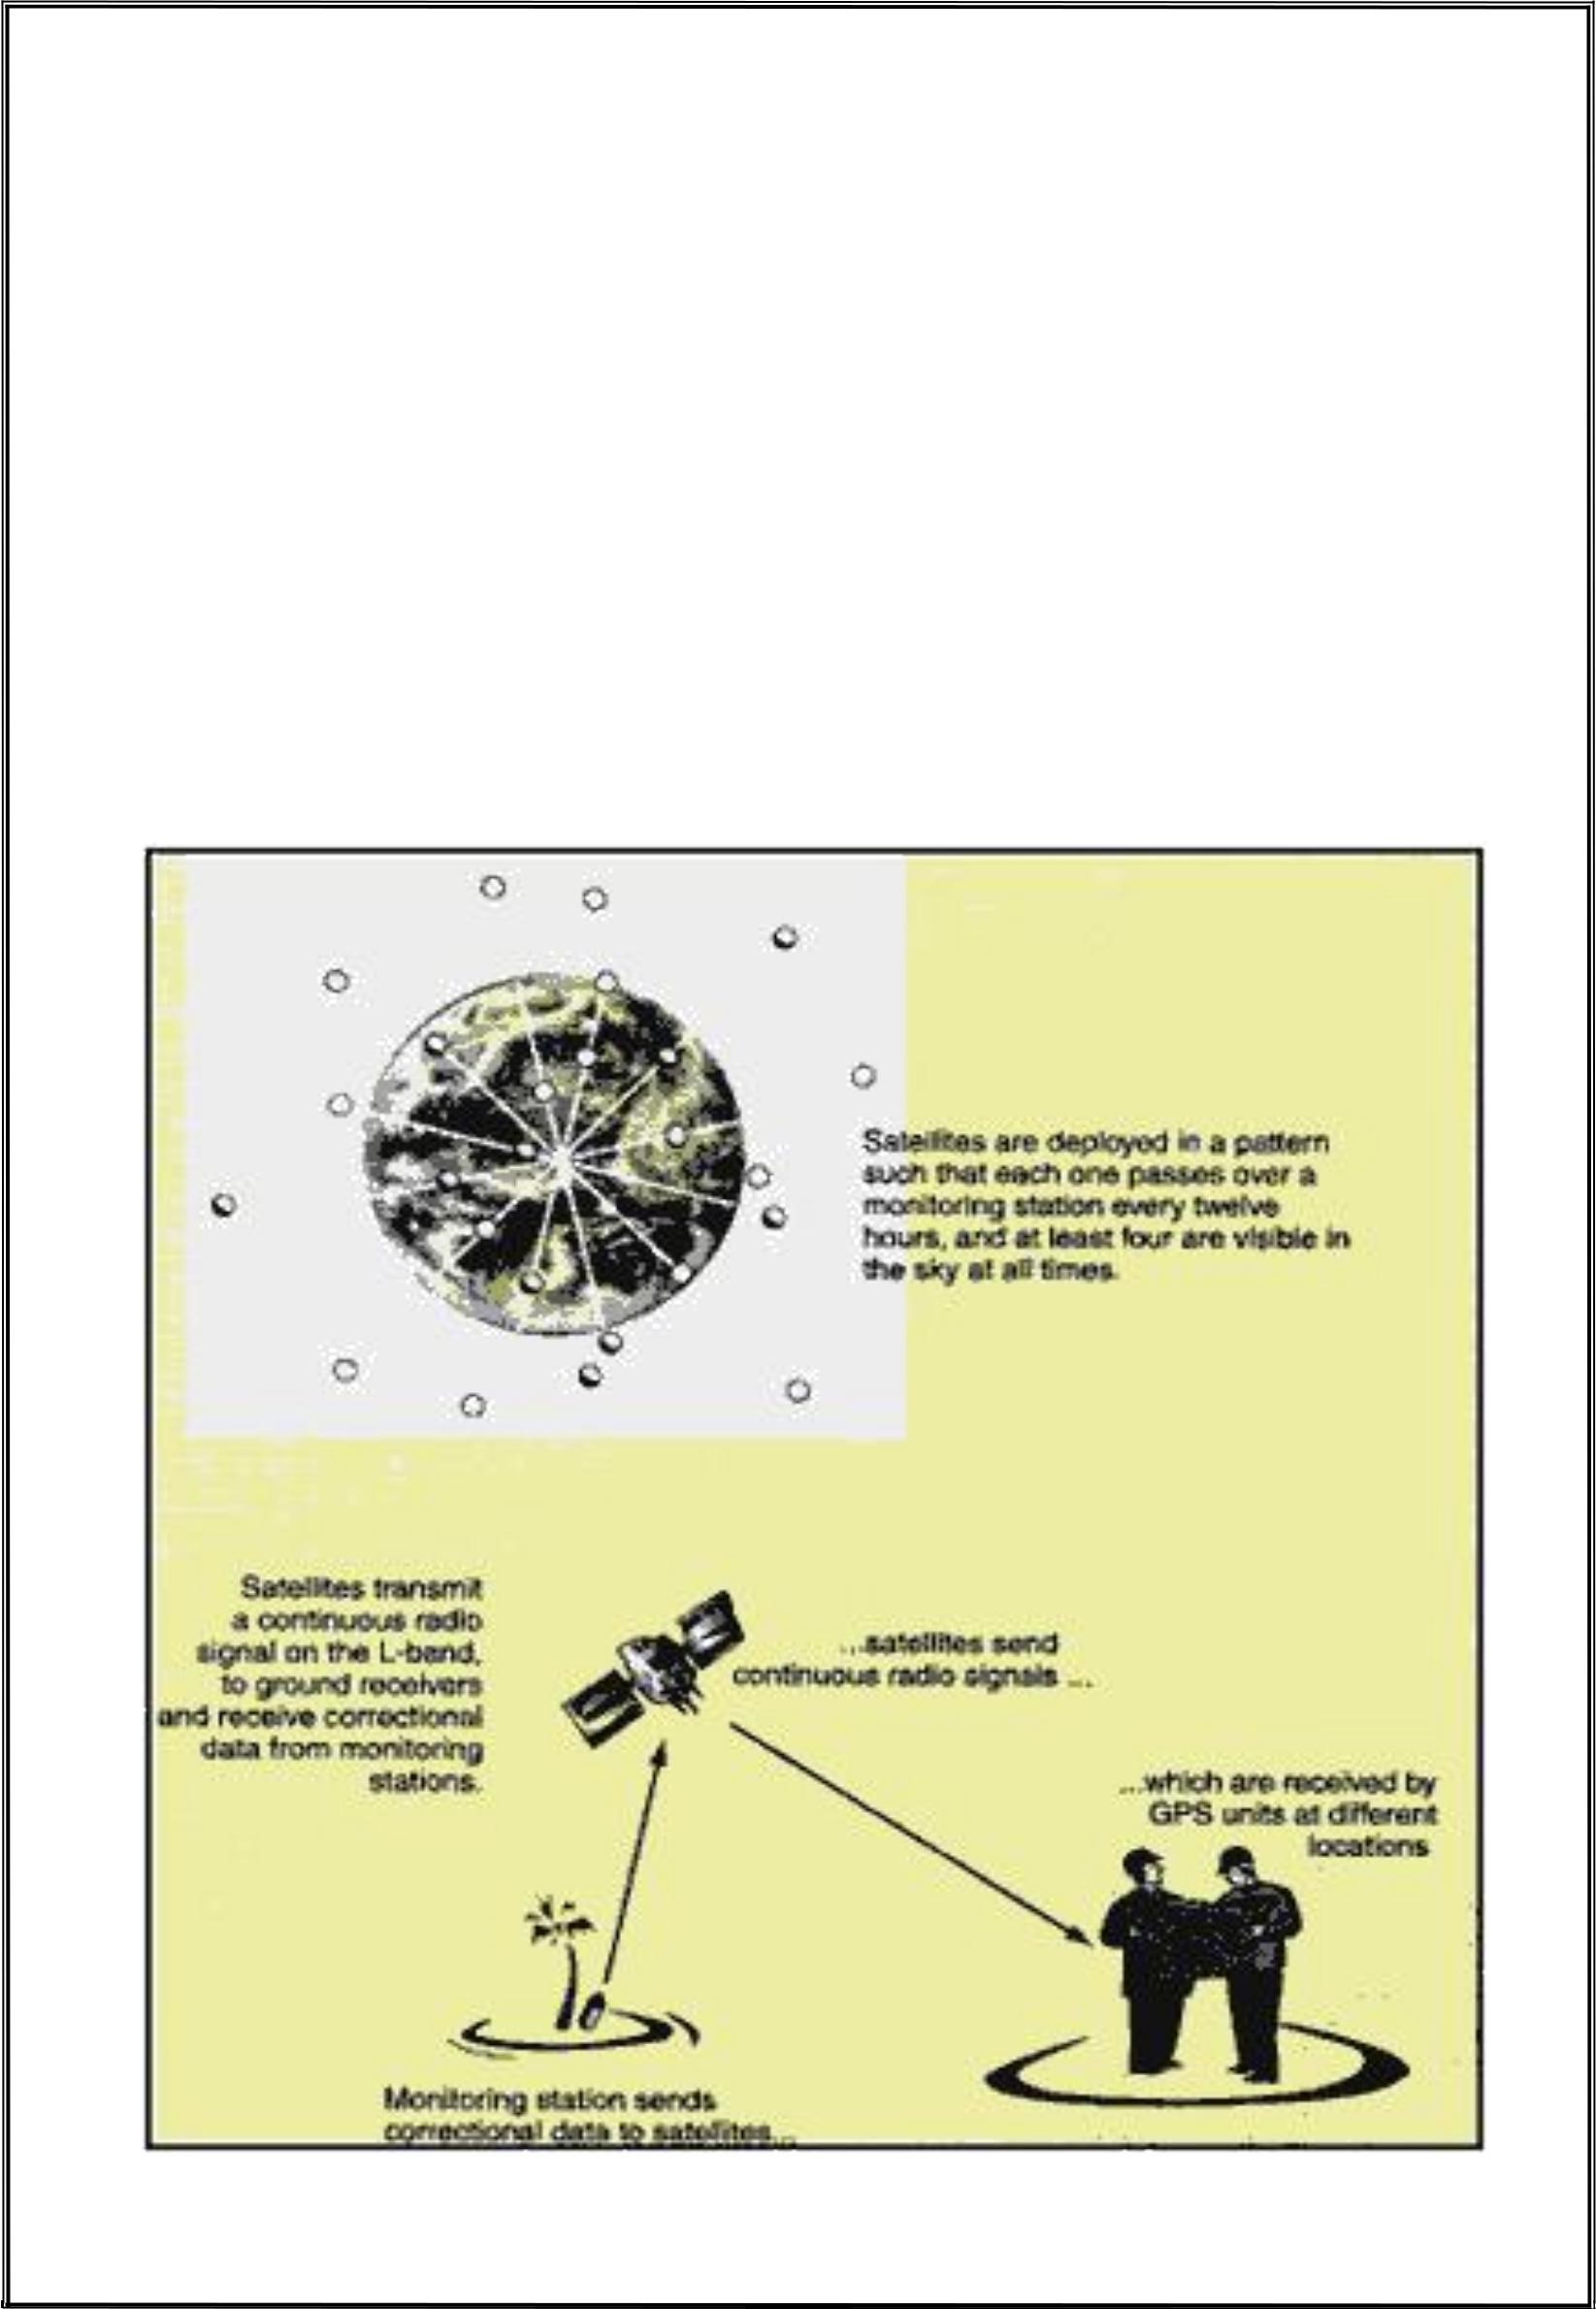 Satellites are deployed in a pattern
such that each one passes over a
monitoring station every twelve
hours, and at least four are visible in
the sky at all times.
Satellites transmit
a continuous radio
signal on the L-band,
to ground receivers
and receive correctional
data from monitoring
stations.
...satellites send
continuous radio signals ...
...which are received by
GPS units at different
locations
Monitoring station sends
correctional data to satellites...